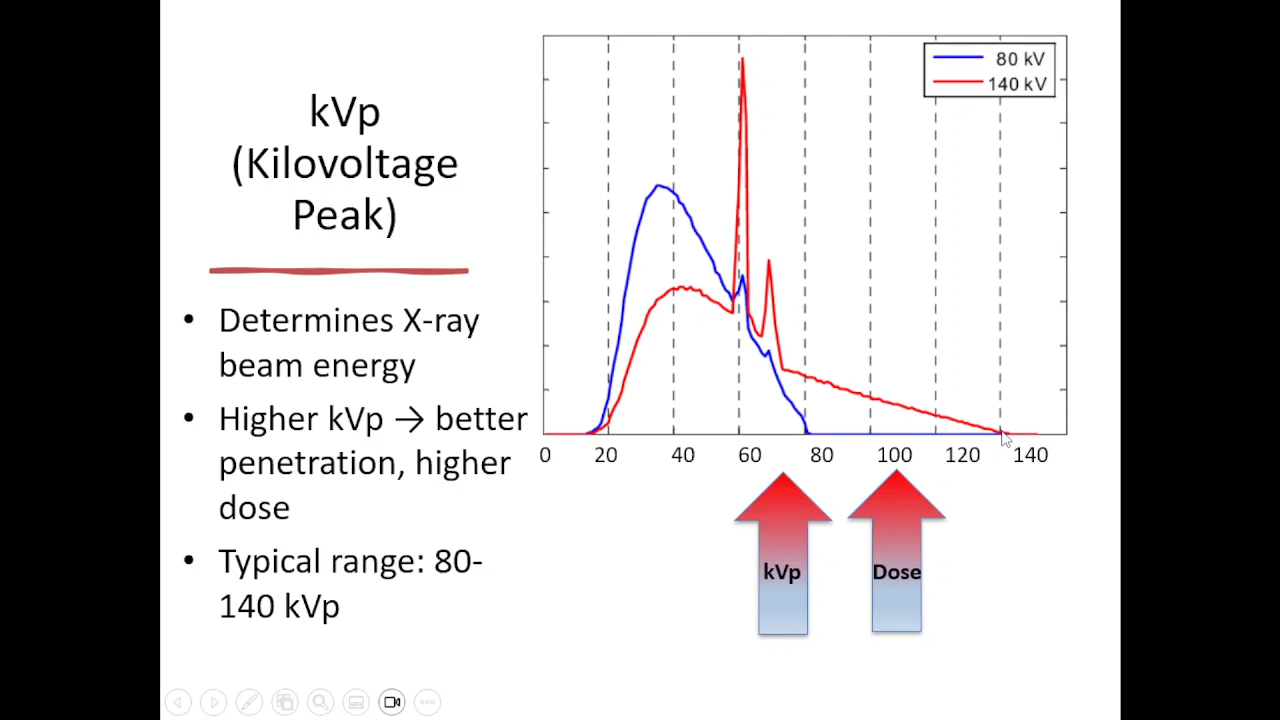 kVp
(Kilovoltage
Peak)
• Determines X-ray
beam energy
• Higher kVp → better
penetration, higher
dose
• Typical range: 80-
140 kVp
80 kV
140 kV
0 20 40 60 80 100 120 140
kVp
Dose